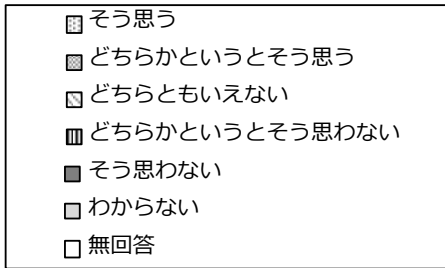 そう思う
どちらかというとそう思う
どちらともいえない
どちらかというとそう思わない
そう思わない
わからない
無回答